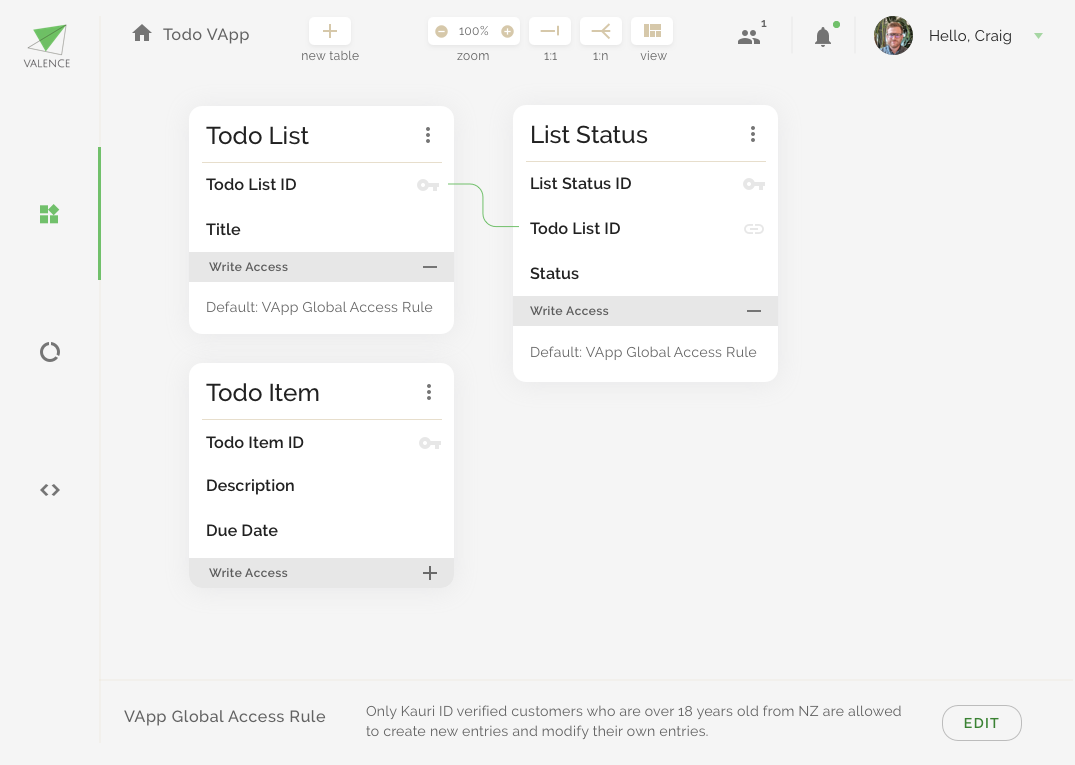 VALENCE
Todo VApp
new table
100%
zoom
1:1
1:n
view
1
Hello, Craig
Todo List
Todo List ID
Title
Write Access
Default: VApp Global Access Rule
List Status
List Status ID
Todo List ID
Status
Write Access
Default: VApp Global Access Rule
Todo Item
Todo Item ID
Description
Due Date
Write Access
VApp Global Access Rule
Only Kauri ID verified customers who are over 18 years old from NZ are allowed
to create new entries and modify their own entries.
EDIT